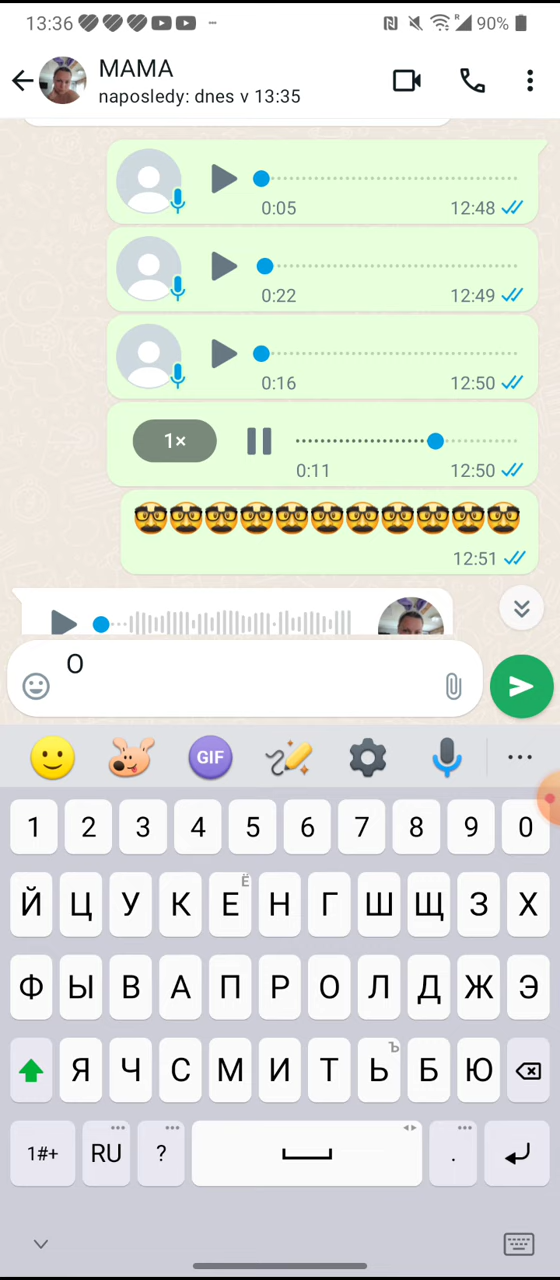 13:36 90%
MAMA
naposledy: dnes v 13:35
0:05 12:48
0:22 12:49
0:16 12:50
1×
0:11 12:50
12:51
О
GIF
1 2 3 4 5 6 7 8 9 0
Й Ц У К Е Ё Н Г Ш Щ З Х
Ф Ы В А П Р О Л Д Ж Э
Я Ч С М И Т Ь Ъ Б Ю
1#+ RU ? .